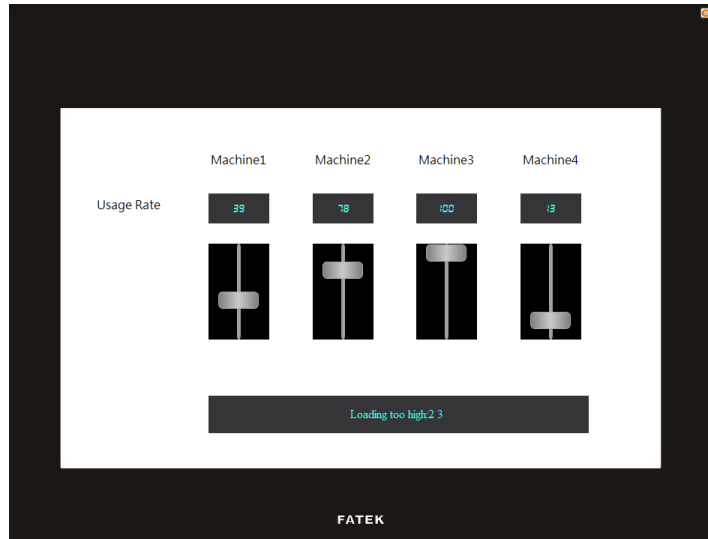 Machine1 Machine2 Machine3 Machine4
Usage Rate 39 78 100 13
Loading too high:2 3
FATEK